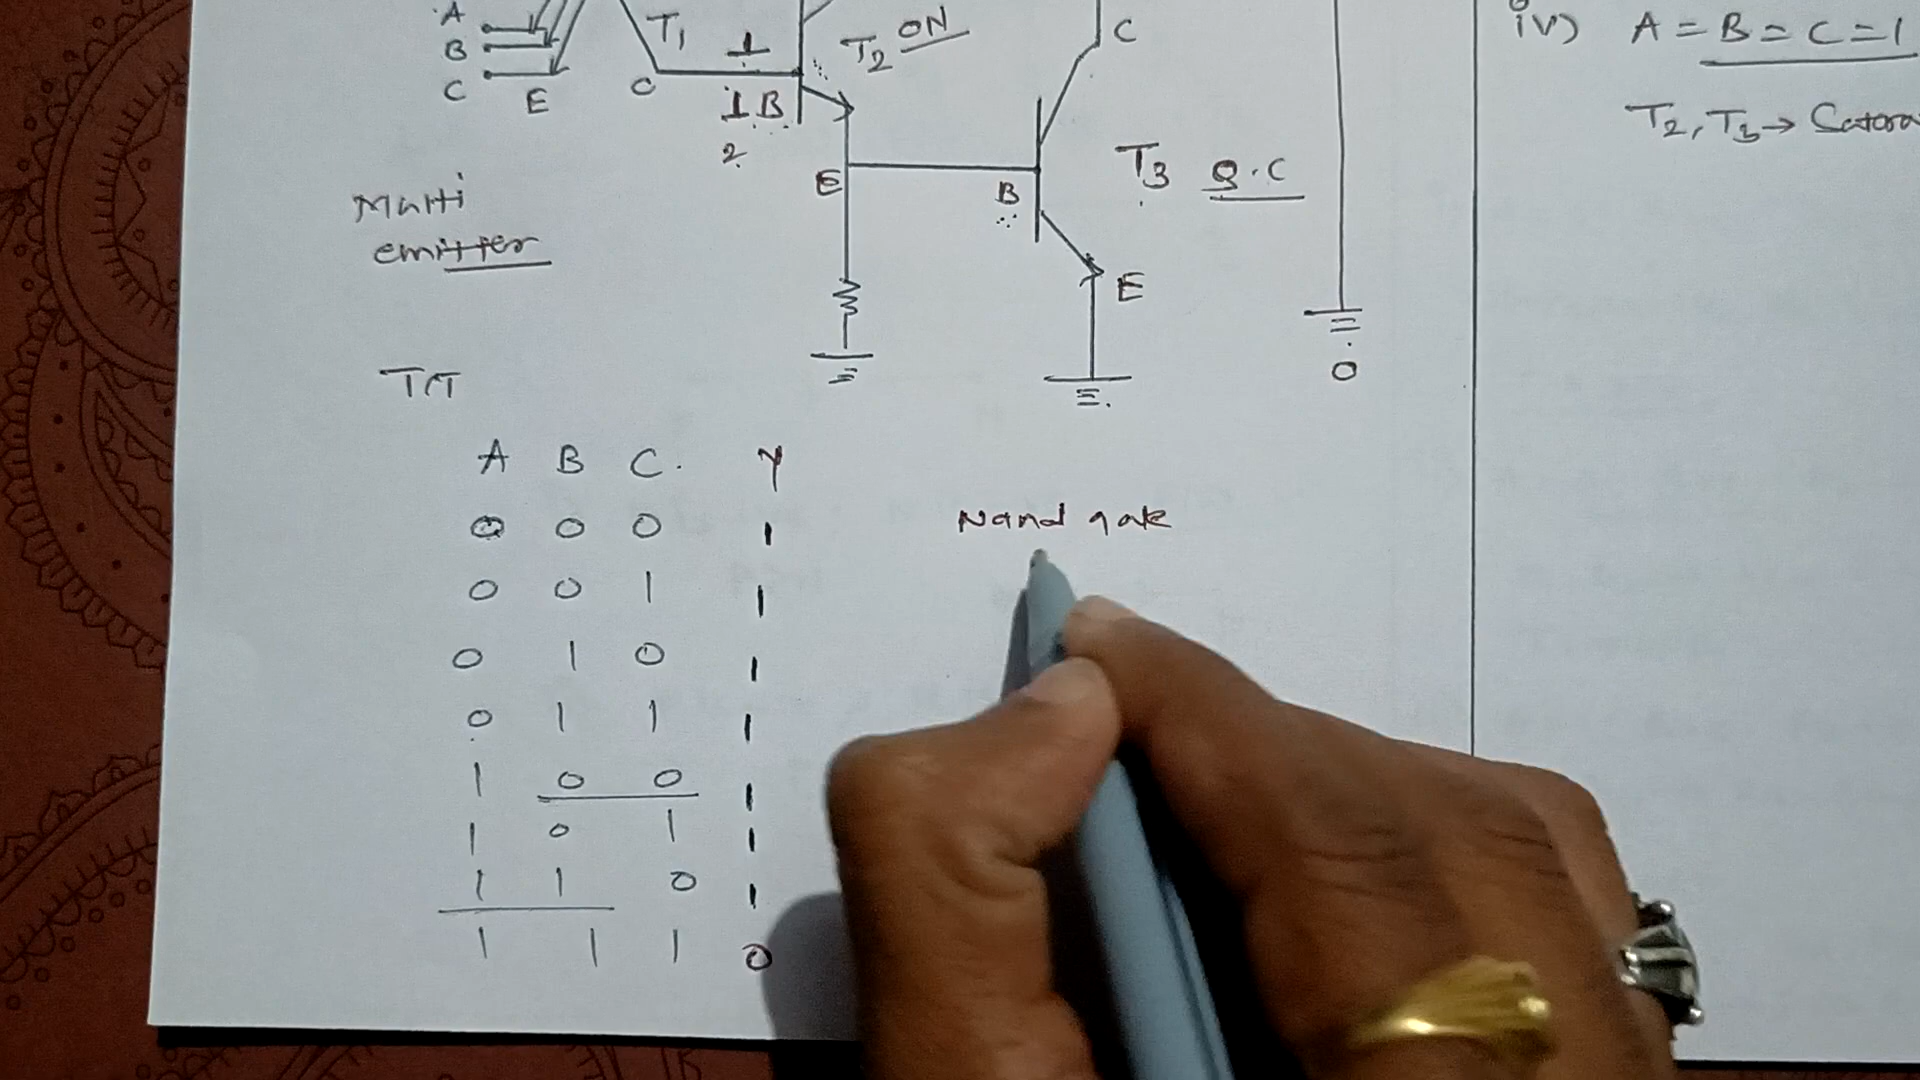 A
B
C E
T1
C
1
1 B
2
T2 ON
C
E
B
T3 S.C
E
0
Multi
emitter
iv) A = B = C = 1
T2, T3 → Satora
A B C. Y
0 0 0 1
0 0 1 1
0 1 0 1
0 1 1 1
1 0 0 1
1 0 1 1
1 1 0 1
1 1 1 0
Nand gate